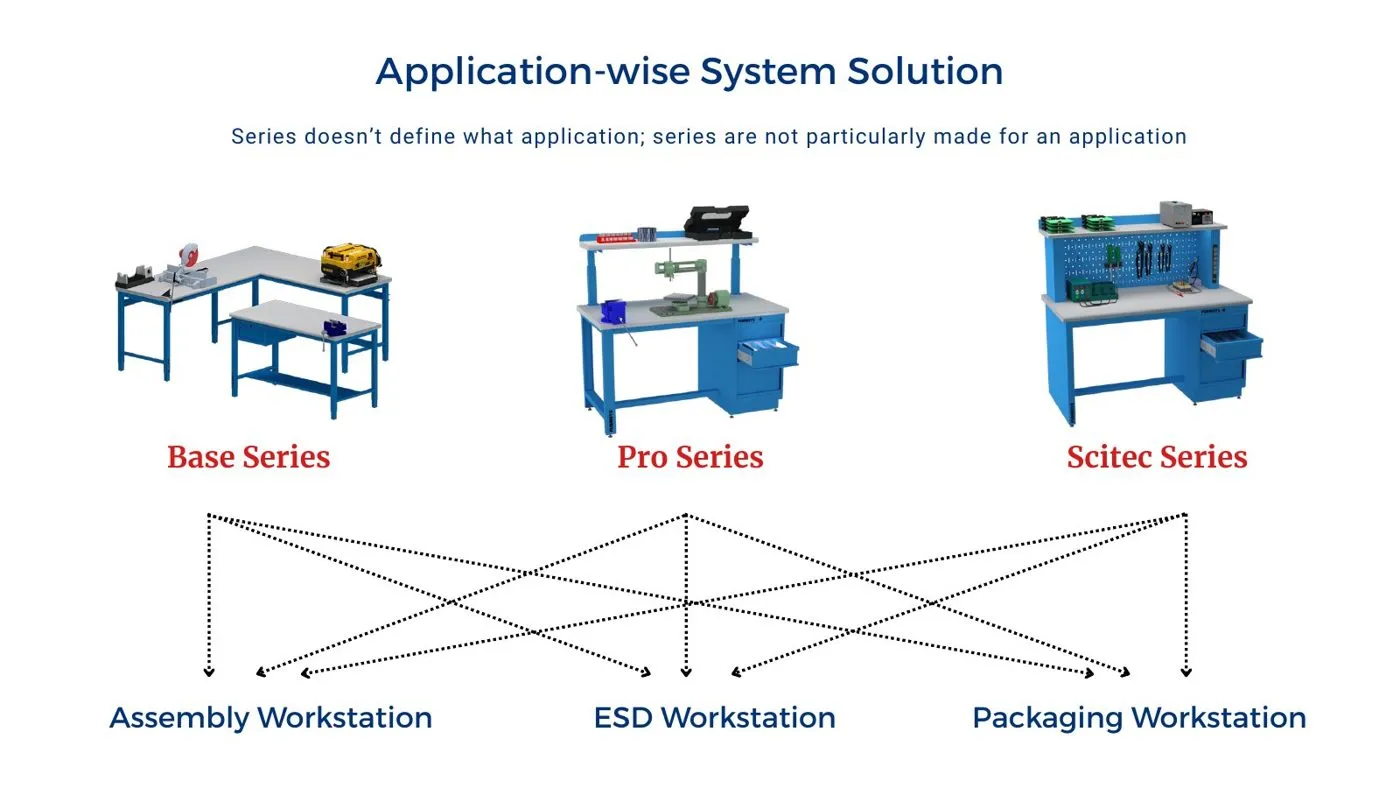 Application-wise System Solution
Series doesn’t define what application; series are not particularly made for an application
Base Series
Pro Series
Scitec Series
Assembly Workstation
ESD Workstation
Packaging Workstation